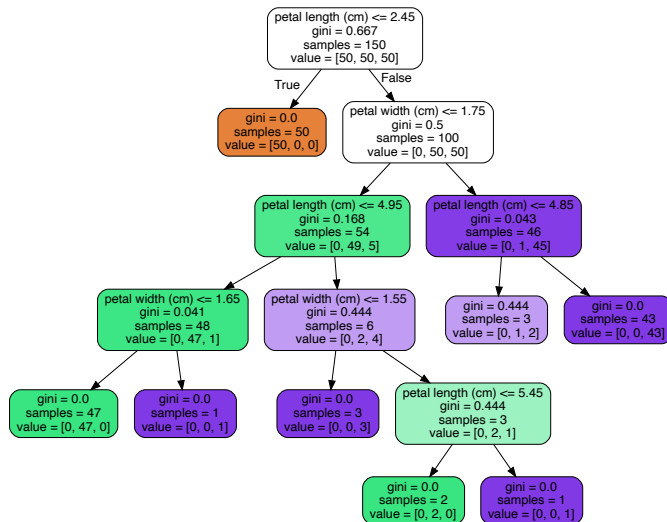 petal length (cm) <= 2.45
gini = 0.667
samples = 150
value = [50, 50, 50]
True
False
gini = 0.0
samples = 50
value = [50, 0, 0]
petal width (cm) <= 1.75
gini = 0.5
samples = 100
value = [0, 50, 50]
petal length (cm) <= 4.95
gini = 0.168
samples = 54
value = [0, 49, 5]
petal length (cm) <= 4.85
gini = 0.043
samples = 46
value = [0, 1, 45]
petal width (cm) <= 1.65
gini = 0.041
samples = 48
value = [0, 47, 1]
petal width (cm) <= 1.55
gini = 0.444
samples = 6
value = [0, 2, 4]
gini = 0.444
samples = 3
value = [0, 1, 2]
gini = 0.0
samples = 43
value = [0, 0, 43]
gini = 0.0
samples = 47
value = [0, 47, 0]
gini = 0.0
samples = 1
value = [0, 0, 1]
gini = 0.0
samples = 3
value = [0, 0, 3]
petal length (cm) <= 5.45
gini = 0.444
samples = 3
value = [0, 2, 1]
gini = 0.0
samples = 2
value = [0, 2, 0]
gini = 0.0
samples = 1
value = [0, 0, 1]